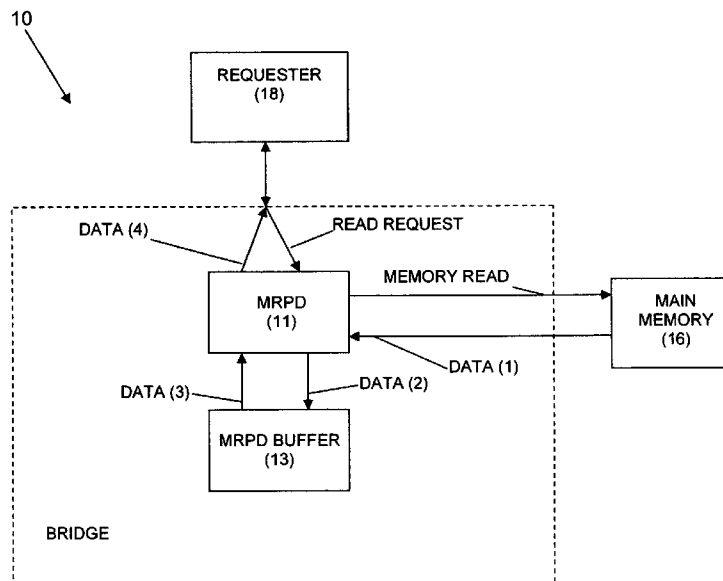 10
REQUESTER
(18)
DATA (4)
READ REQUEST
MRPD
(11)
MEMORY READ
MAIN
MEMORY
(16)
DATA (1)
DATA (3)
DATA (2)
MRPD BUFFER
(13)
BRIDGE